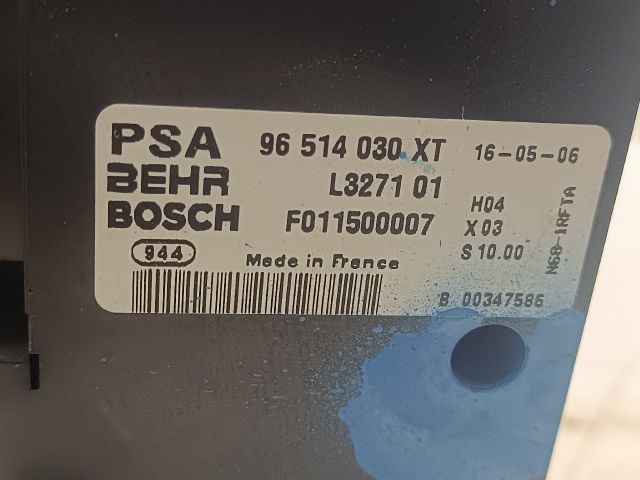 PSA 96 514 030 XT 16-05-06
BEHR L3271 01
BOSCH F011500007
H04
X 03
S 10.00
944
Made in France
N68-1RFTA
B 00347586